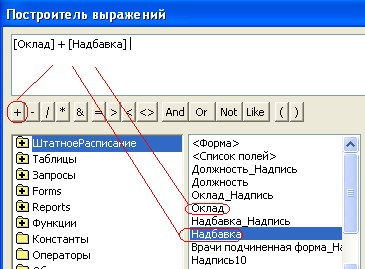 Построитель выражений
[Оклад] + [Надбавка]
+ - / * & = > < <> And Or Not Like ( )
ШтатноеРасписание
Таблицы
Запросы
Forms
Reports
Функции
Константы
Операторы
<Форма>
<Список полей>
Должность_Надпись
Должность
Оклад_Надпись
Оклад
Надбавка_Надпись
Надбавка
Врачи подчиненная форма_На
Надпись10